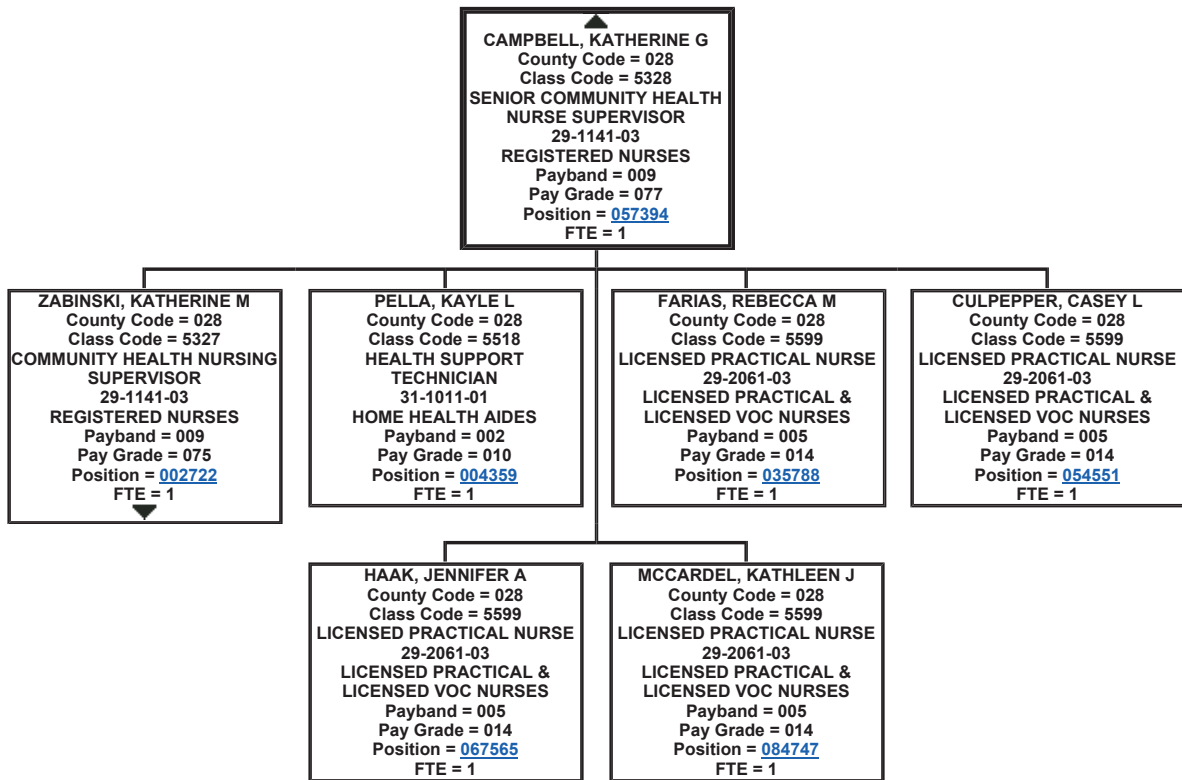 CAMPBELL, KATHERINE G
County Code = 028
Class Code = 5328
SENIOR COMMUNITY HEALTH
NURSE SUPERVISOR
29-1141-03
REGISTERED NURSES
Payband = 009
Pay Grade = 077
Position = 057394
FTE = 1
ZABINSKI, KATHERINE M
County Code = 028
Class Code = 5327
COMMUNITY HEALTH NURSING
SUPERVISOR
29-1141-03
REGISTERED NURSES
Payband = 009
Pay Grade = 075
Position = 002722
FTE = 1
PELLA, KAYLE L
County Code = 028
Class Code = 5518
HEALTH SUPPORT
TECHNICIAN
31-1011-01
HOME HEALTH AIDES
Payband = 002
Pay Grade = 010
Position = 004359
FTE = 1
FARIAS, REBECCA M
County Code = 028
Class Code = 5599
LICENSED PRACTICAL NURSE
29-2061-03
LICENSED PRACTICAL &
LICENSED VOC NURSES
Payband = 005
Pay Grade = 014
Position = 035788
FTE = 1
CULPEPPER, CASEY L
County Code = 028
Class Code = 5599
LICENSED PRACTICAL NURSE
29-2061-03
LICENSED PRACTICAL &
LICENSED VOC NURSES
Payband = 005
Pay Grade = 014
Position = 054551
FTE = 1
HAAK, JENNIFER A
County Code = 028
Class Code = 5599
LICENSED PRACTICAL NURSE
29-2061-03
LICENSED PRACTICAL &
LICENSED VOC NURSES
Payband = 005
Pay Grade = 014
Position = 067565
FTE = 1
MCCARDEL, KATHLEEN J
County Code = 028
Class Code = 5599
LICENSED PRACTICAL NURSE
29-2061-03
LICENSED PRACTICAL &
LICENSED VOC NURSES
Payband = 005
Pay Grade = 014
Position = 084747
FTE = 1